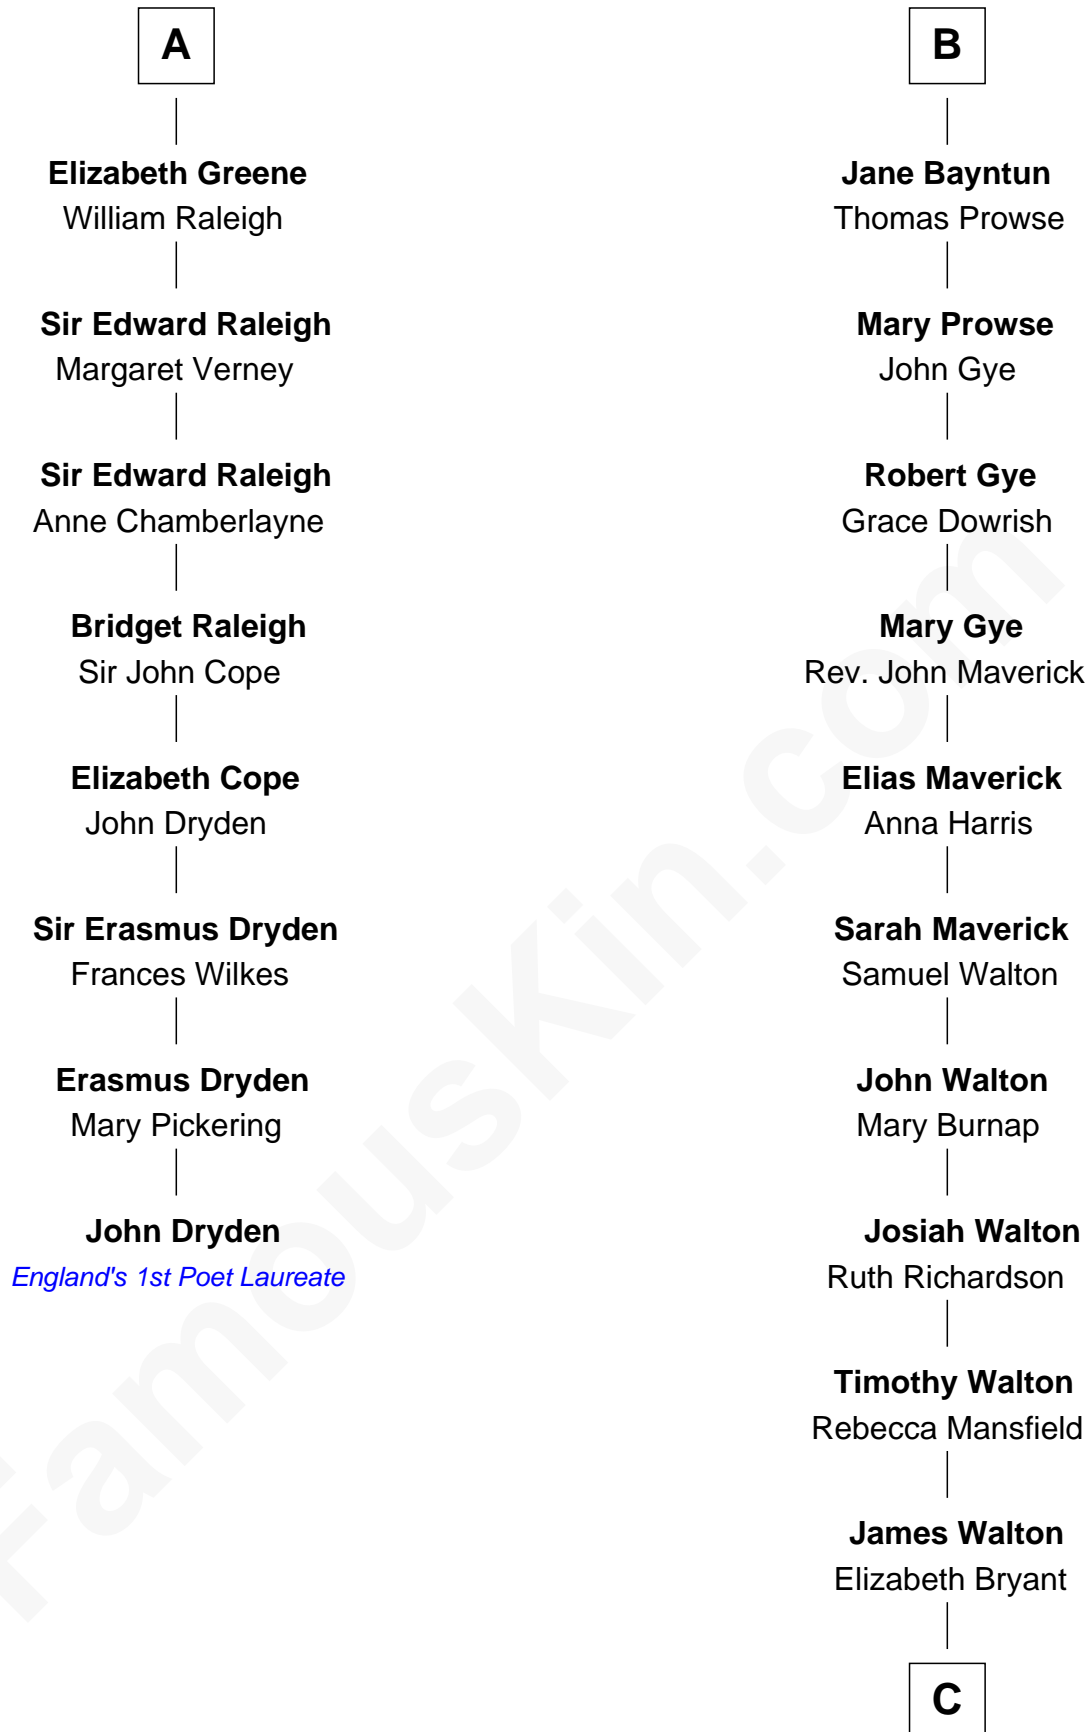 A
Elizabeth Greene
William Raleigh
Sir Edward Raleigh
Margaret Verney
Sir Edward Raleigh
Anne Chamberlayne
Bridget Raleigh
Sir John Cope
Elizabeth Cope
John Dryden
Sir Erasmus Dryden
Frances Wilkes
Erasmus Dryden
Mary Pickering
John Dryden
England's 1st Poet Laureate
B
Jane Bayntun
Thomas Prowse
Mary Prowse
John Gye
Robert Gye
Grace Dowrish
Mary Gye
Rev. John Maverick
Elias Maverick
Anna Harris
Sarah Maverick
Samuel Walton
John Walton
Mary Burnap
Josiah Walton
Ruth Richardson
Timothy Walton
Rebecca Mansfield
James Walton
Elizabeth Bryant
C
FamousKin.com